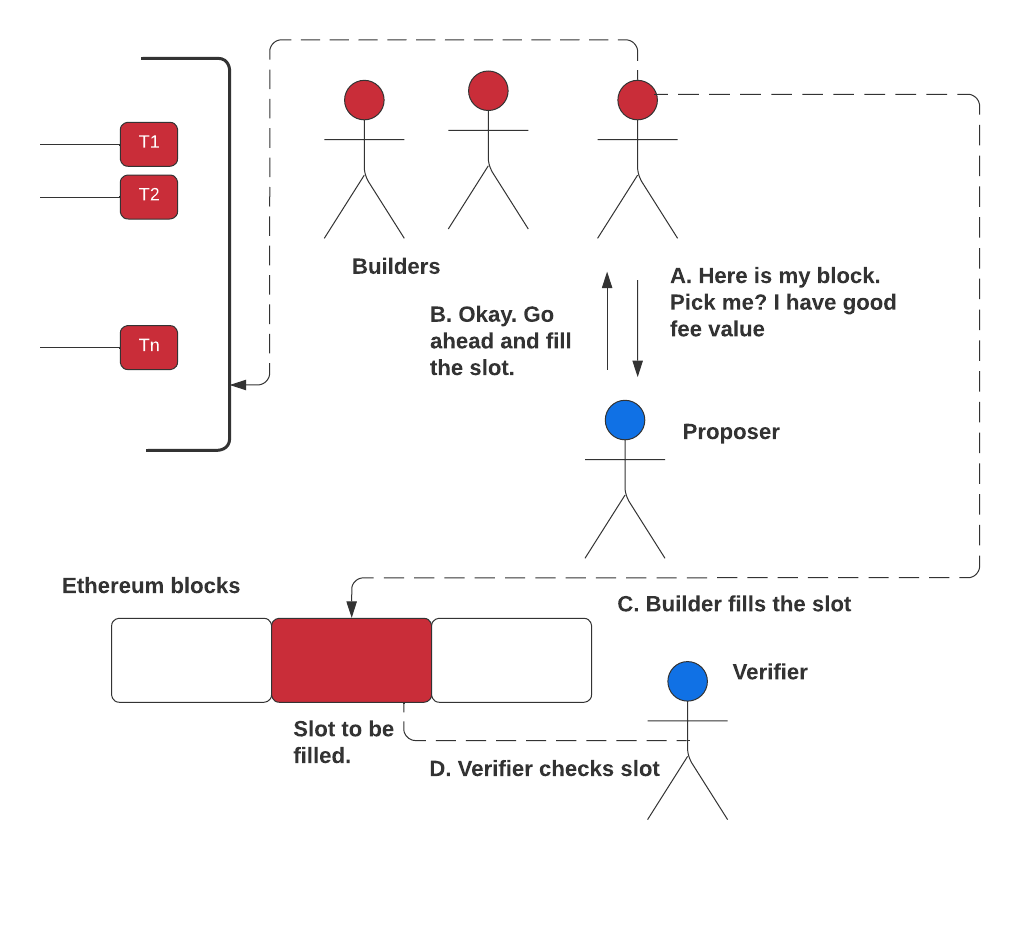 T1
T2
Tn
Builders
A. Here is my block.
Pick me? I have good
fee value
B. Okay. Go
ahead and fill
the slot.
Proposer
Ethereum blocks
C. Builder fills the slot
Verifier
Slot to be
filled.
D. Verifier checks slot